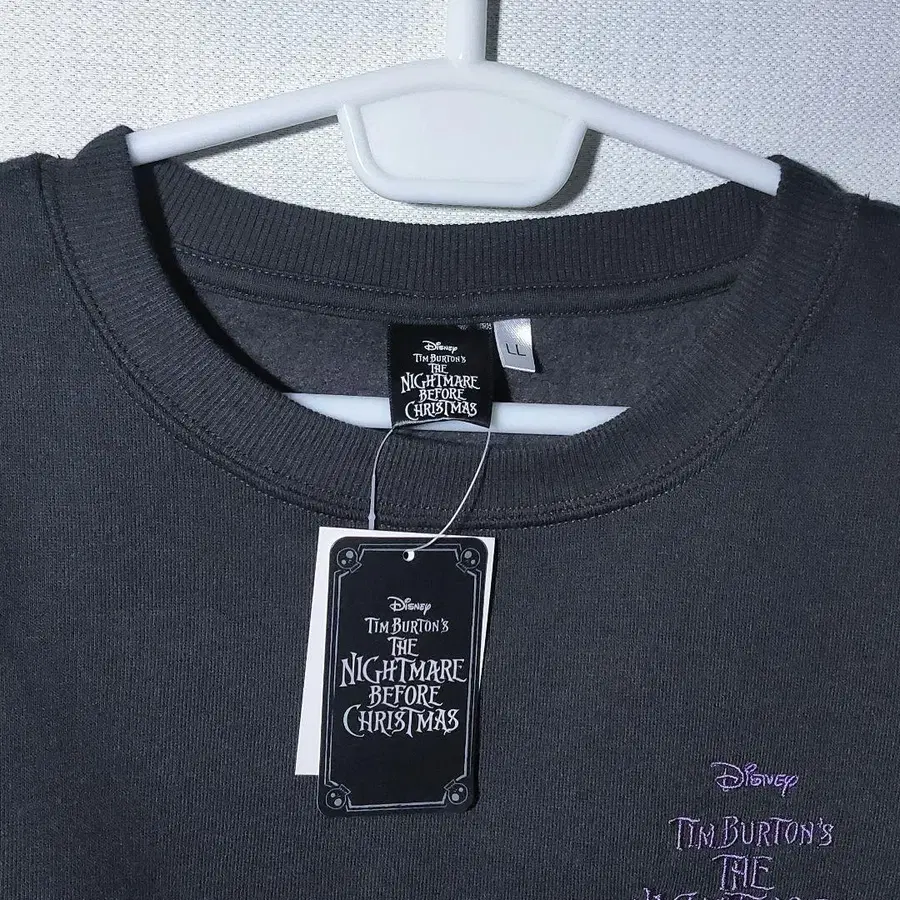 Disney
TIM BURTON'S
THE
NIGHTMARE
BEFORE
CHRISTMAS
LL
Disney
TIM BURTON'S
THE
NIGHTMARE
BEFORE
CHRISTMAS
Disney
TIM BURTON'S
THE